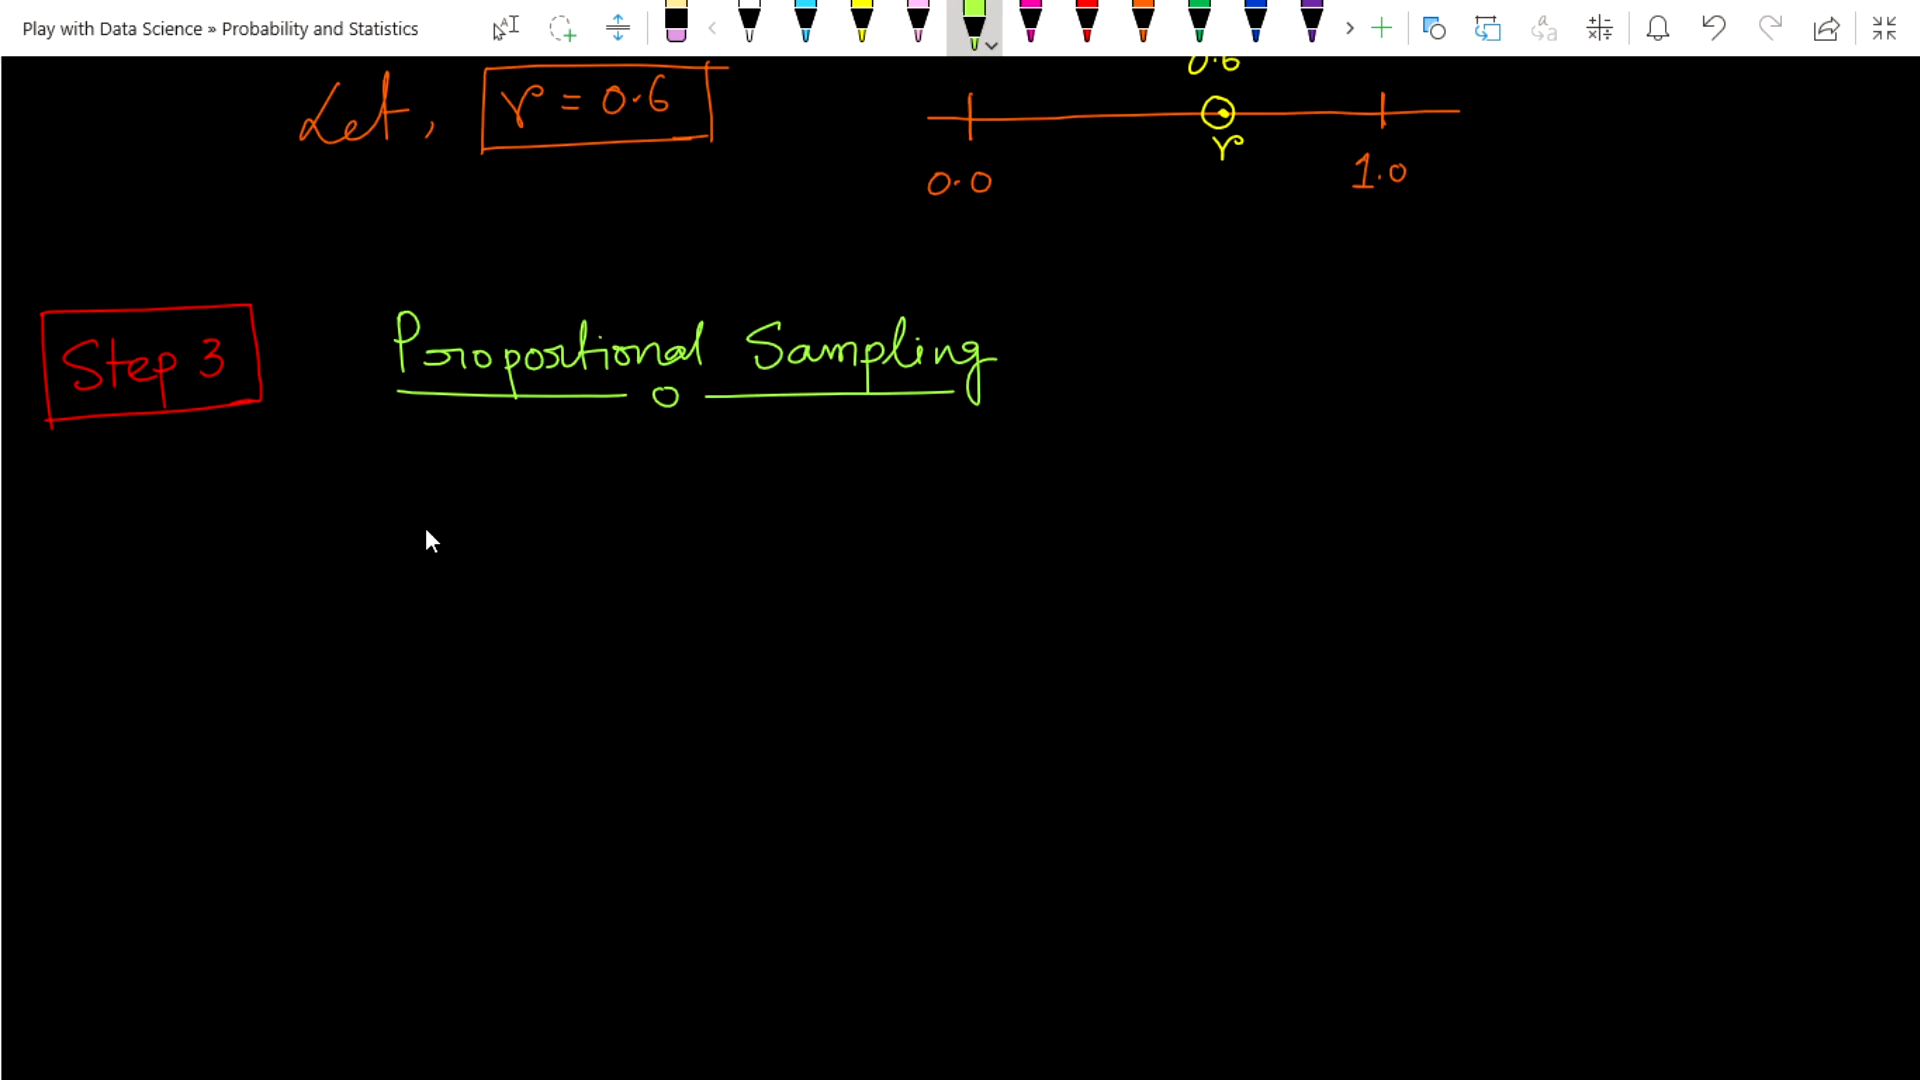 Play with Data Science » Probability and Statistics
0.6
Let, r = 0.6
r
0.0 1.0
Step 3 Proportional Sampling